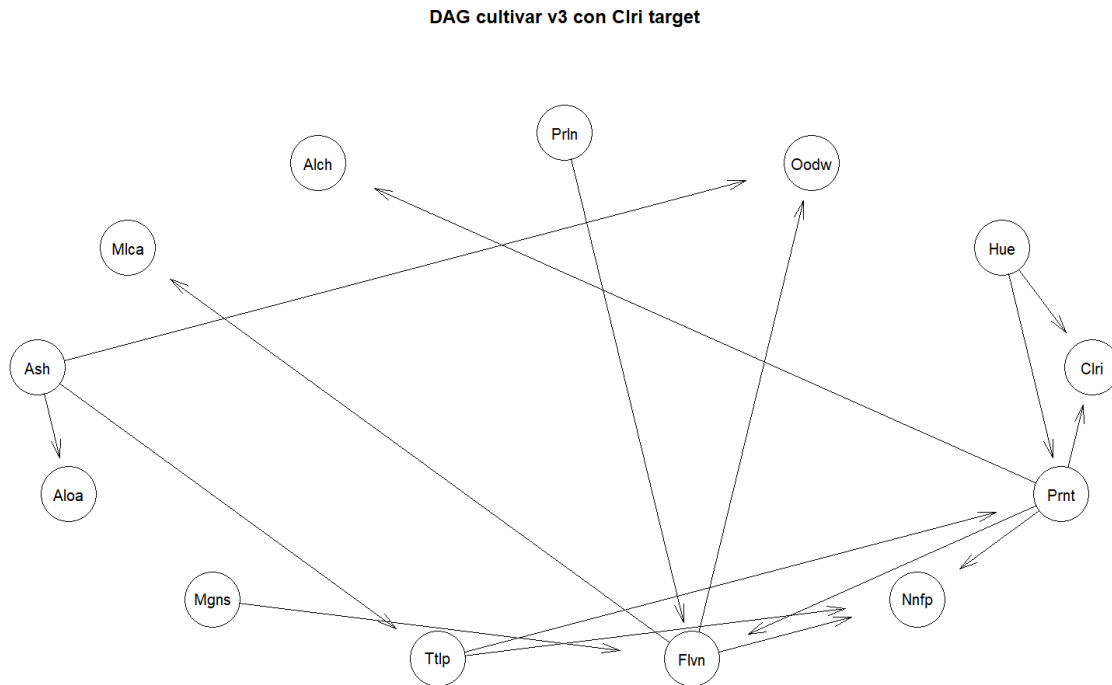 DAG cultivar v3 con Clri target
Prln
Alch
Oodw
Mlca
Hue
Ash
Clri
Aloa
Prnt
Mgns
Nnfp
Ttlp
Flvn